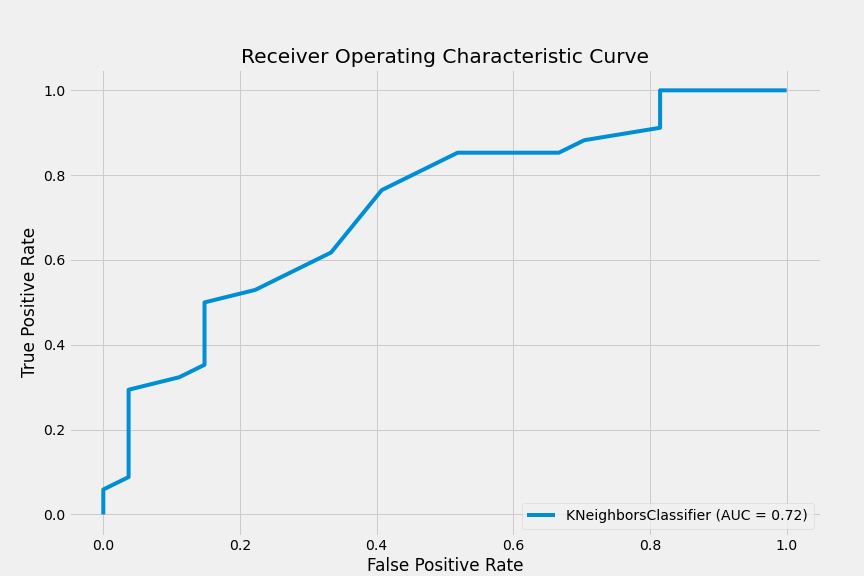 Receiver Operating Characteristic Curve
1.0
0.8
0.6
0.4
0.2
0.0
True Positive Rate
KNeighborsClassifier (AUC = 0.72)
0.0 0.2 0.4 0.6 0.8 1.0
False Positive Rate